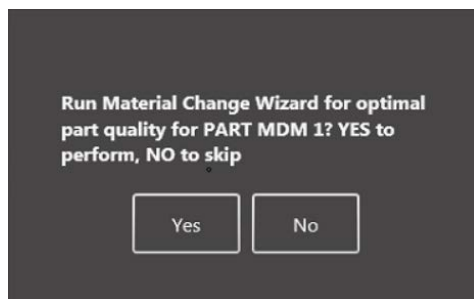 Run Material Change Wizard for optimal
part quality for PART MDM 1? YES to
perform, NO to skip
Yes No